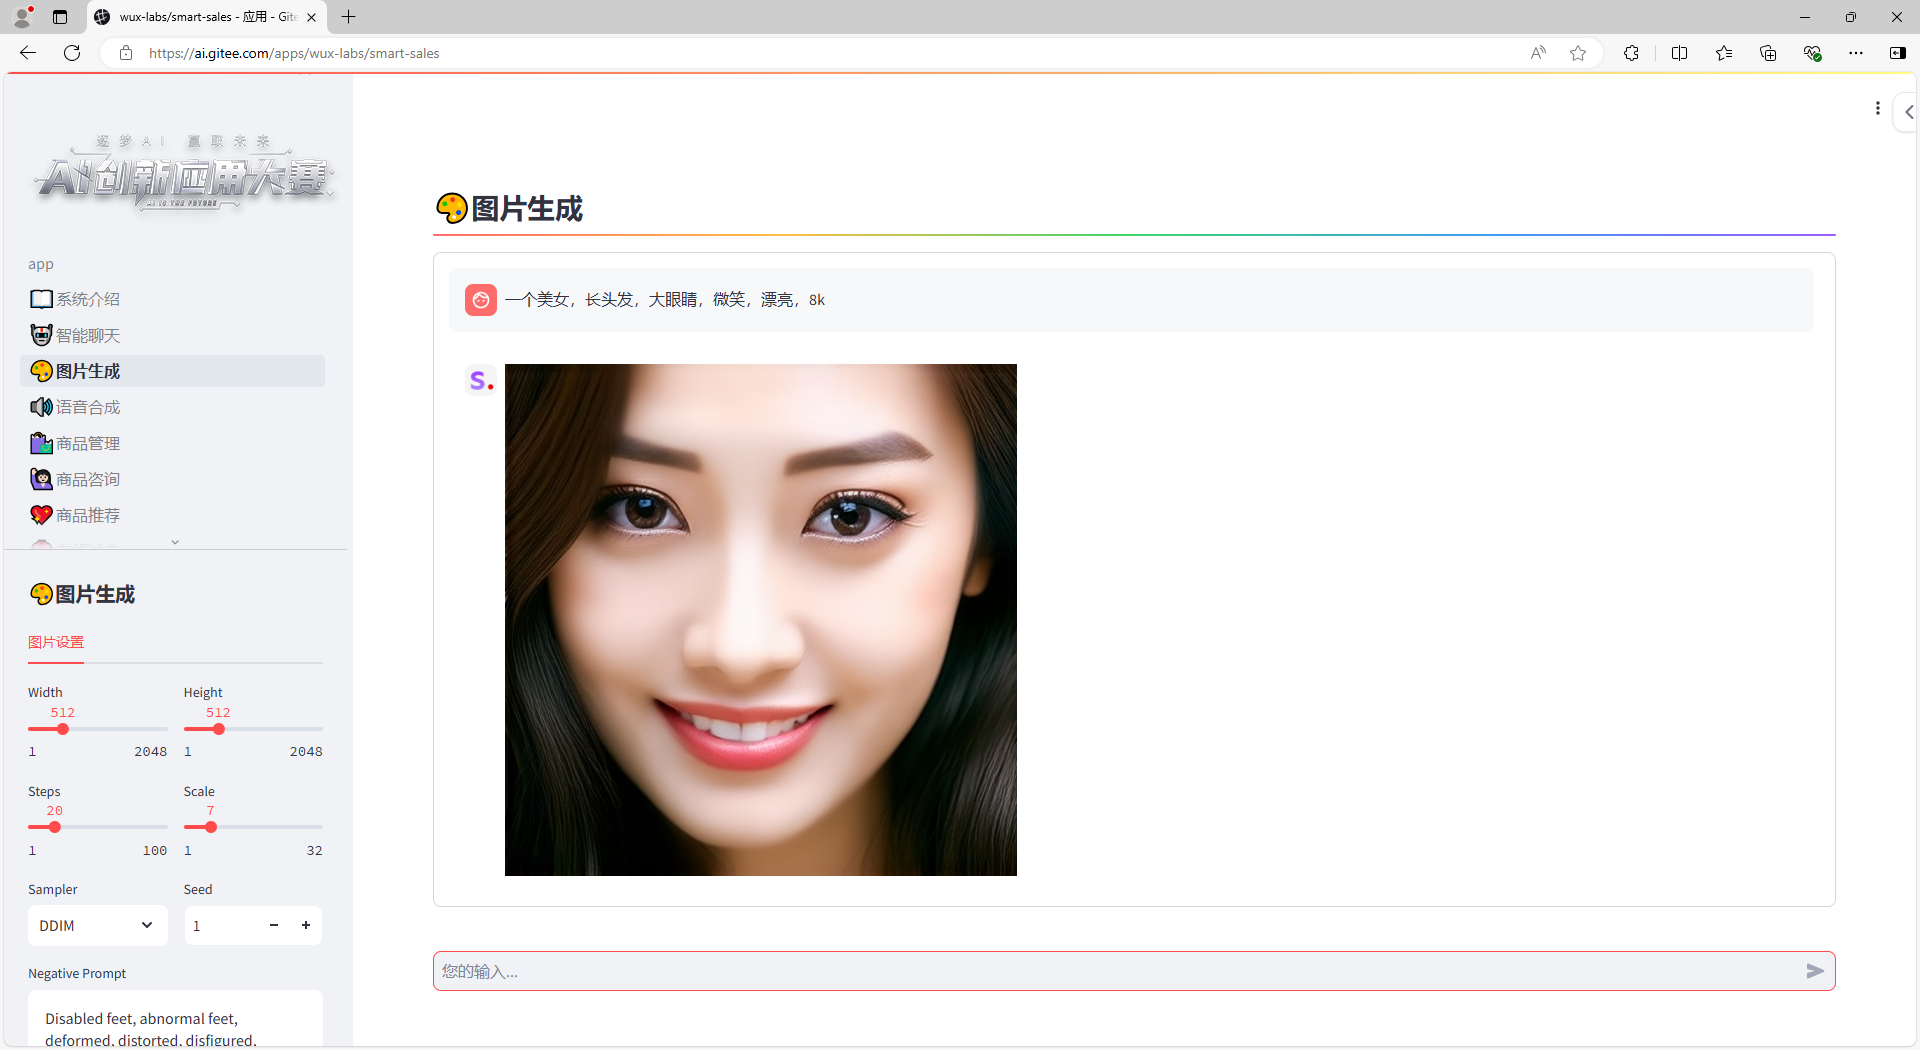 wux-labs/smart-sales - 应用 - Gite
https://ai.gitee.com/apps/wux-labs/smart-sales
逐梦AI 赢取未来
AI创新应用大赛
AI IS THE FUTURE
app
系统介绍
智能聊天
图片生成
语音合成
商品管理
商品咨询
商品推荐
图片生成
图片设置
Width
Height
512
512
1
2048
1
2048
Steps
Scale
20
7
1
100
1
32
Sampler
Seed
DDIM
1
Negative Prompt
Disabled feet, abnormal feet,
deformed, distorted, disfigured,
图片生成
一个美女，长头发，大眼睛，微笑，漂亮，8k
S.
您的输入...